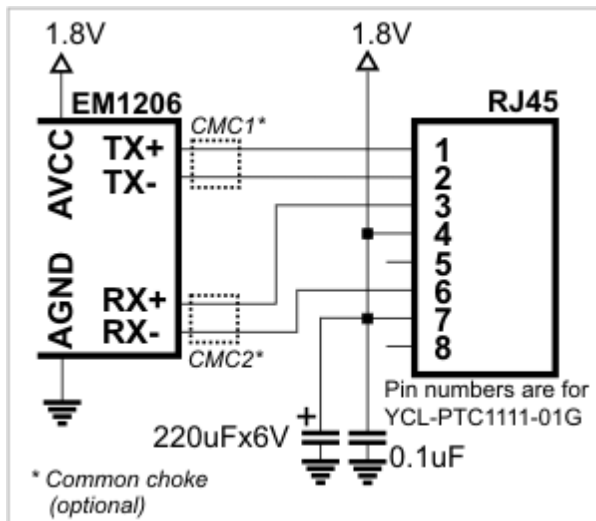 1.8V
1.8V
EM1206
CMC1*
RJ45
AVCC
TX+
TX-
AGND
RX+
RX-
CMC2*
1
2
3
4
5
6
7
8
Pin numbers are for
YCL-PTC1111-01G
+
220uFx6V
0.1uF
* Common choke
(optional)